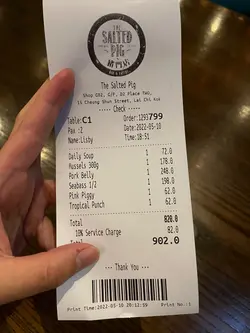 THE
SALTED
PIG
The Salted Pig
Shop G02, G/F, D2 Place TWO,
15 Cheung Shun Street, Lai Chi Kok
Check
Table:C1 Order:1293799
Pax :2 Date:2022-05-10
Name:Lisby Time:18:51
Daily Soup 1 72.0
Mussels 300g 1 178.0
Pork Belly 1 248.0
Seabass 1/2 1 198.0
Pink Piggy 1 62.0
Tropical Punch 1 62.0
Total 820.0
10% Service Charge 82.0
Total 902.0
--- Thank You ---
Print Time:2022-05-10 20:12:59 Print No.:1